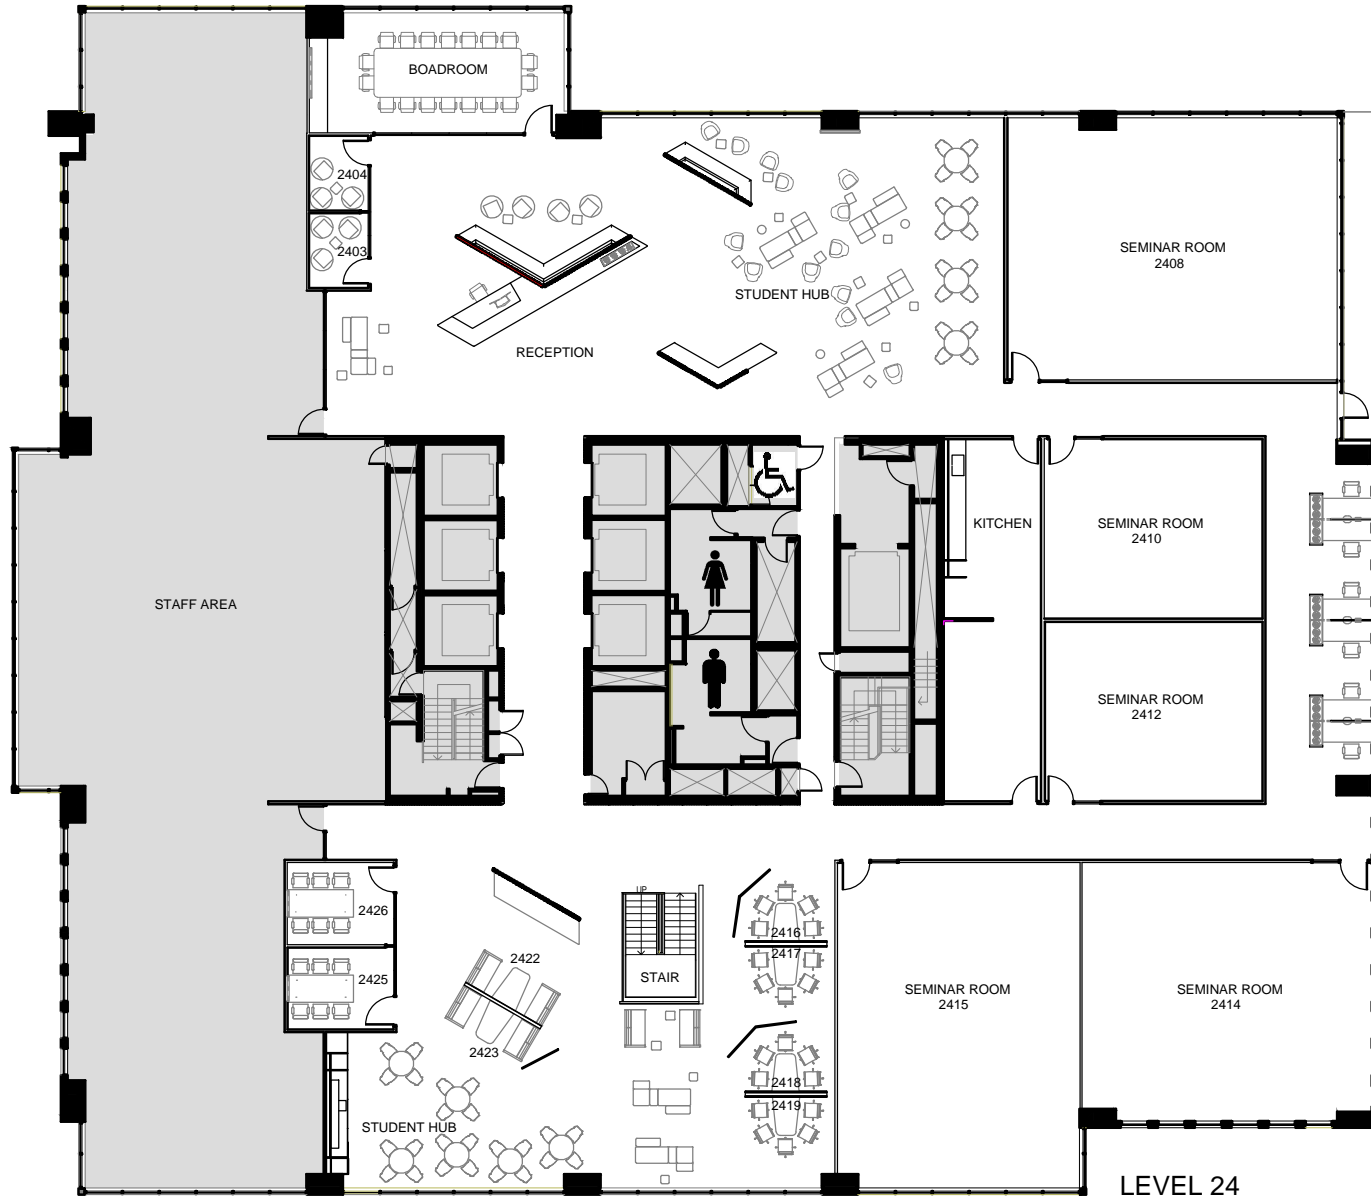 BOADROOM
2404
2403
SEMINAR ROOM
2408
STUDENT HUB
RECEPTION
KITCHEN
SEMINAR ROOM
2410
STAFF AREA
SEMINAR ROOM
2412
UP
2426
2416
2417
2422
2425
STAIR
SEMINAR ROOM
2415
SEMINAR ROOM
2414
2423
2418
2419
STUDENT HUB
LEVEL 24